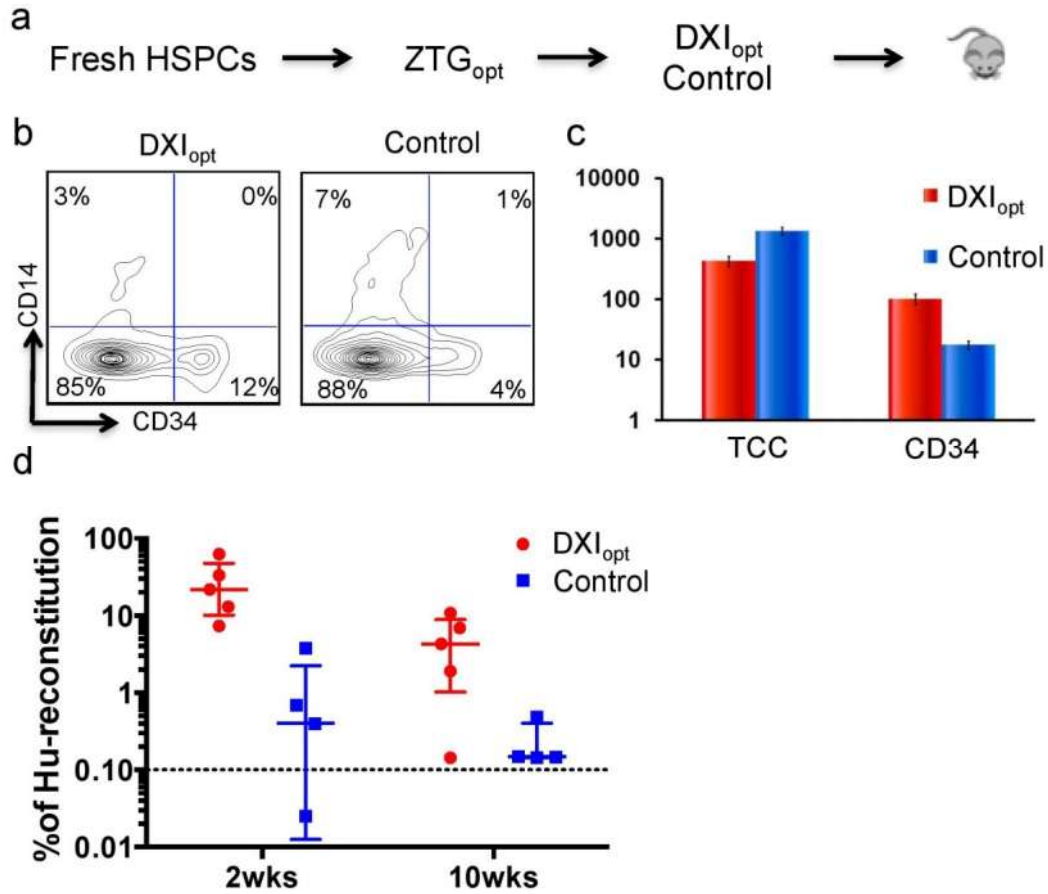 a
Fresh HSPCs
ZTGopt
DXIopt
Control
b
DXIopt
Control
3%
0%
85%
12%
7%
1%
88%
4%
CD14
CD34
c
10000
1000
100
10
1
TCC
CD34
DXIopt
Control
d
%of Hu-reconstitution
100
10
1
0.10
0.01
2wks
10wks
DXIopt
Control